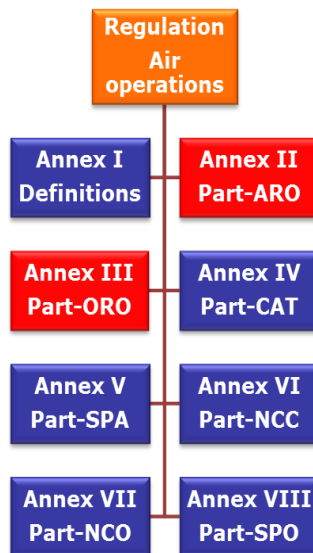 Regulation
Air
operations
Annex I
Definitions
Annex II
Part-ARO
Annex III
Part-ORO
Annex IV
Part-CAT
Annex V
Part-SPA
Annex VI
Part-NCC
Annex VII
Part-NCO
Annex VIII
Part-SPO